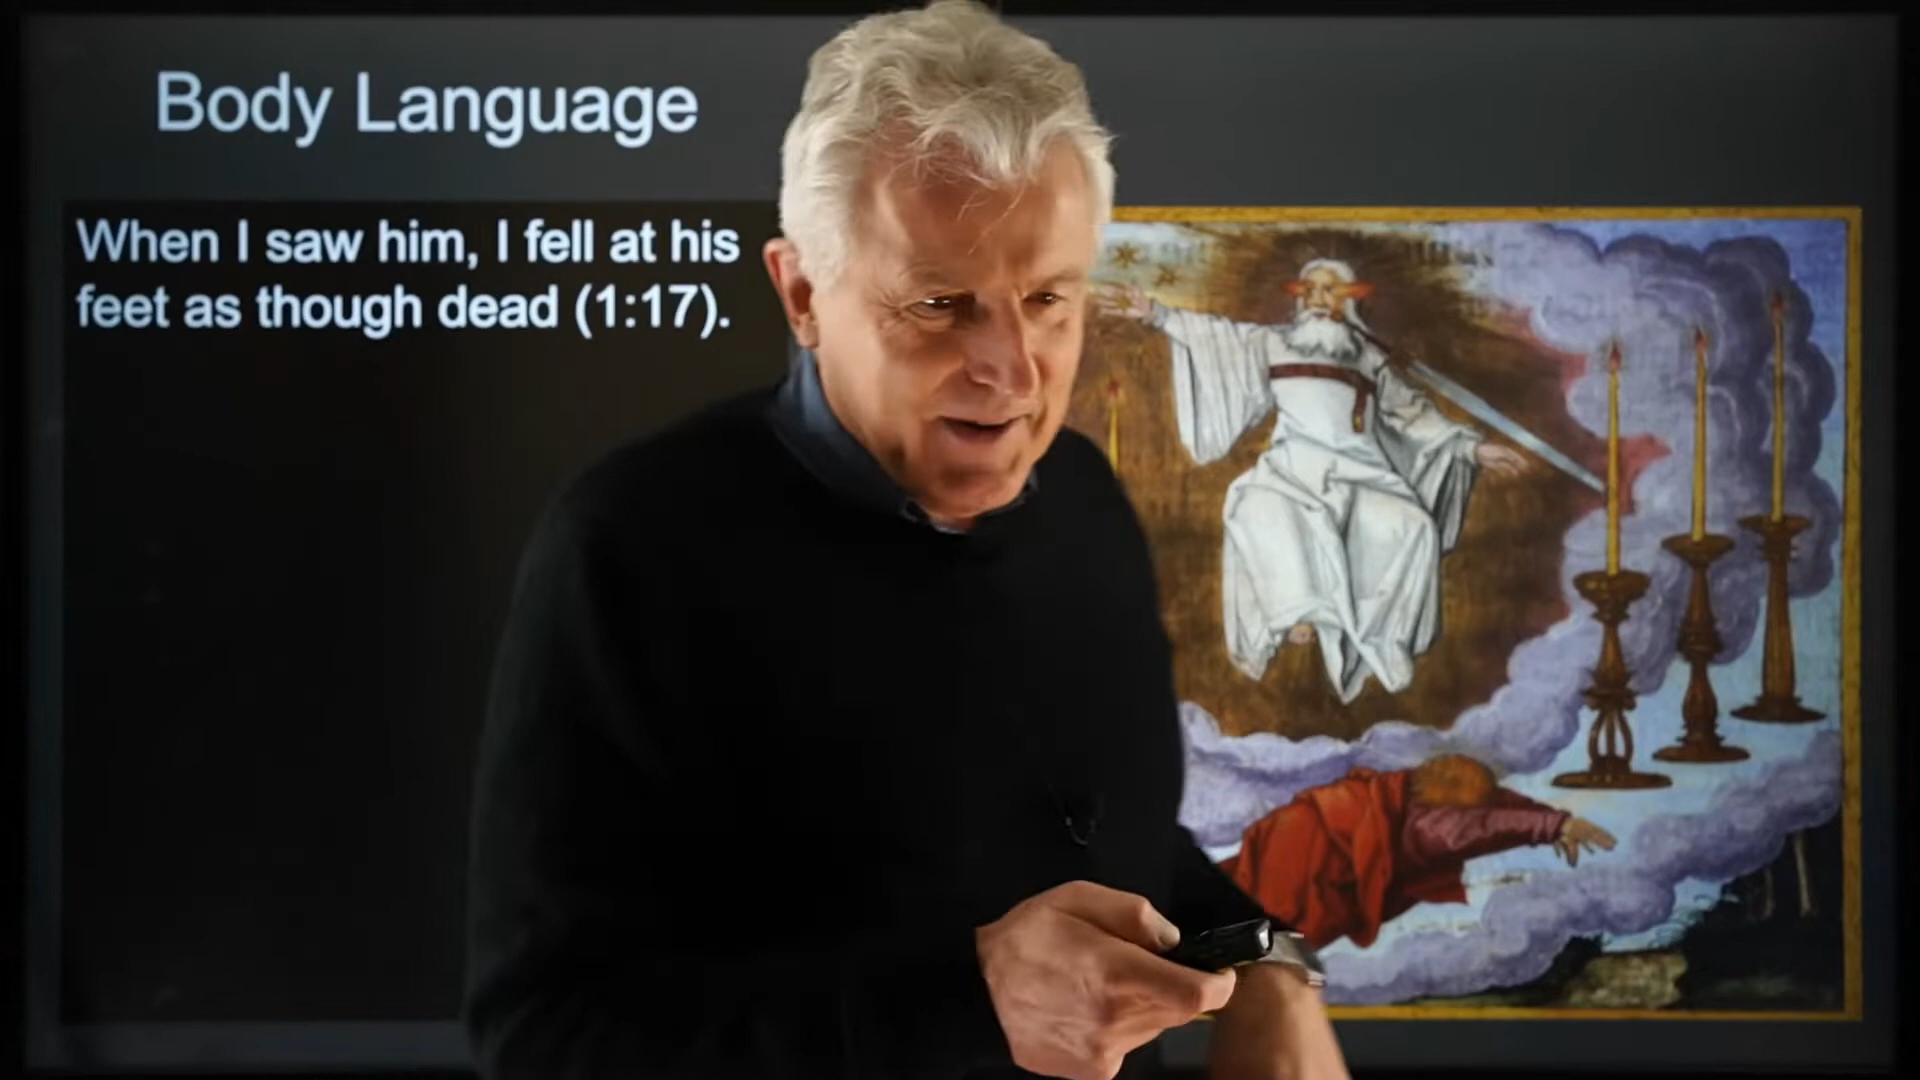 Body Language
When I saw him, I fell at his
feet as though dead (1:17).